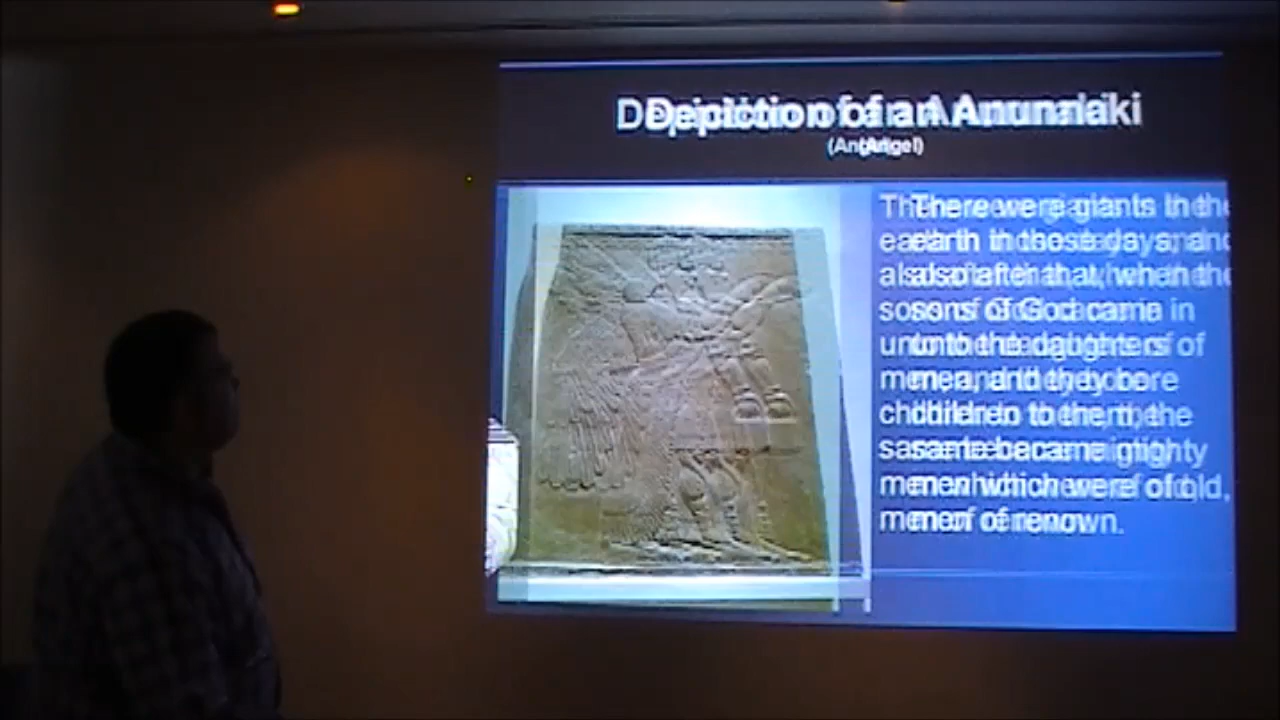 Depiction of an Anunnaki
(Angel)
There were giants in the
earth in those days; and
also after that, when the
sons of God came in
unto the daughters of
men, and they bore
children to them, the
same became mighty
men which were of old,
men of renown.